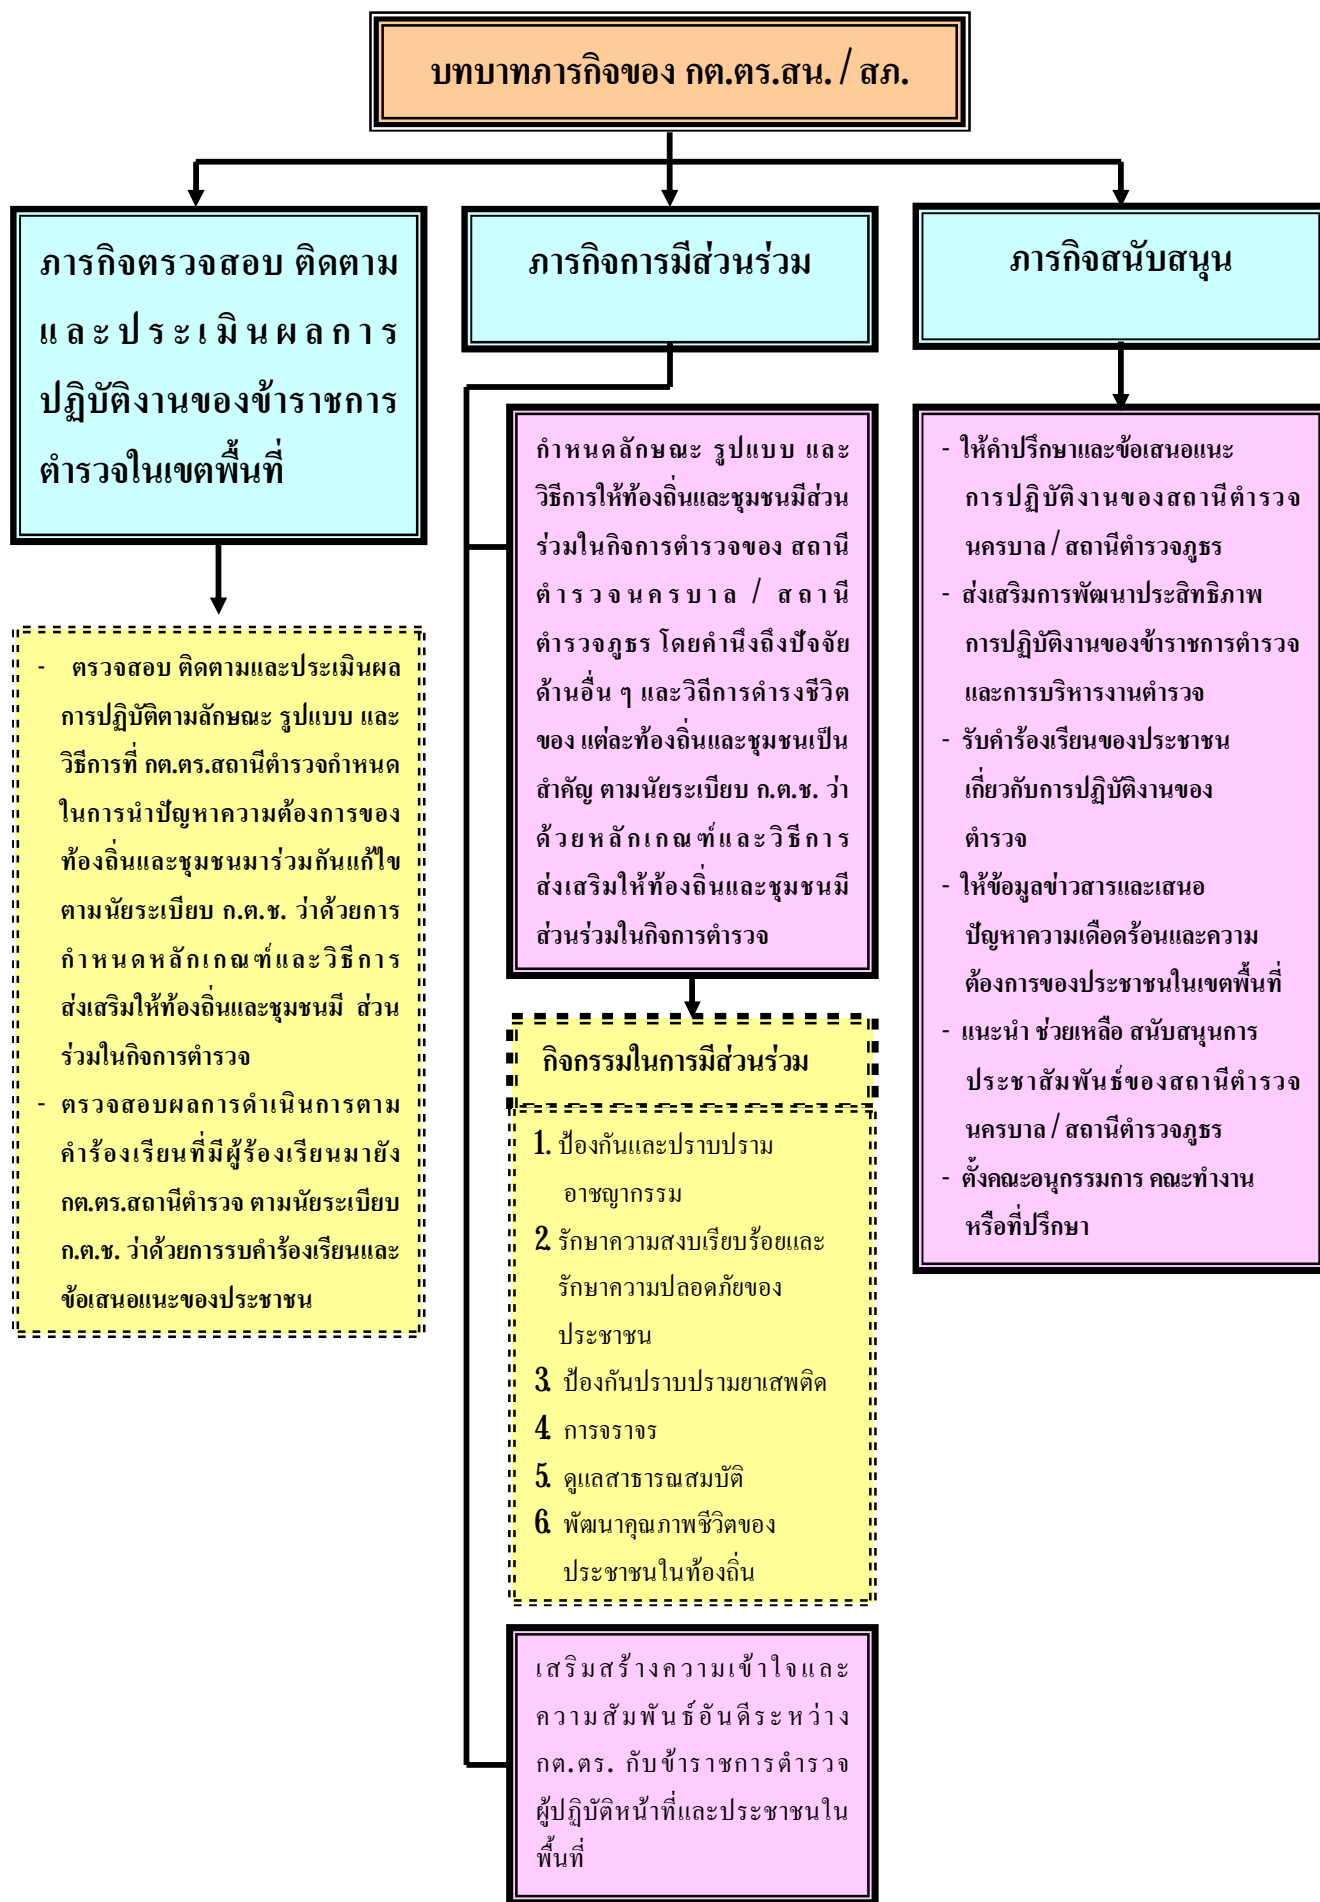 บทบาทภารกิจของ กต.ตร.สน. / สภ.
ภารกิจตรวจสอบ ติดตาม
และประเมินผลการ
ปฏิบัติงานของข้าราชการ
ตำรวจในเขตพื้นที่
- ตรวจสอบ ติดตามและประเมินผล
การปฏิบัติตามลักษณะ รูปแบบ และ
วิธีการที่ กต.ตร.สถานีตำรวจกำหนด
ในการนำปัญหาความต้องการของ
ท้องถิ่นและชุมชนมาร่วมกันแก้ไข
ตามนัยระเบียบ ก.ต.ช. ว่าด้วยการ
กำหนดหลักเกณฑ์และวิธีการ
ส่งเสริมให้ท้องถิ่นและชุมชนมี ส่วน
ร่วมในกิจการตำรวจ
- ตรวจสอบผลการดำเนินการตาม
คำร้องเรียนที่มีผู้ร้องเรียนมายัง
กต.ตร.สถานีตำรวจ ตามนัยระเบียบ
ก.ต.ช. ว่าด้วยการรบคำร้องเรียนและ
ข้อเสนอแนะของประชาชน
ภารกิจการมีส่วนร่วม
กำหนดลักษณะ รูปแบบ และ
วิธีการให้ท้องถิ่นและชุมชนมีส่วน
ร่วมในกิจการตำรวจของ สถานี
ตำรวจนครบาล / สถานี
ตำรวจภูธร โดยคำนึงถึงปัจจัย
ด้านอื่น ๆ และวิถีการดำรงชีวิต
ของ แต่ละท้องถิ่นและชุมชนเป็น
สำคัญ ตามนัยระเบียบ ก.ต.ช. ว่า
ด้วยหลักเกณฑ์และวิธีการ
ส่งเสริมให้ท้องถิ่นและชุมชนมี
ส่วนร่วมในกิจการตำรวจ
กิจกรรมในการมีส่วนร่วม
1. ป้องกันและปราบปราม
อาชญากรรม
2. รักษาความสงบเรียบร้อยและ
รักษาความปลอดภัยของ
ประชาชน
3. ป้องกันปราบปรามยาเสพติด
4. การจราจร
5. ดูแลสาธารณสมบัติ
6. พัฒนาคุณภาพชีวิตของ
ประชาชนในท้องถิ่น
เสริมสร้างความเข้าใจและ
ความสัมพันธ์อันดีระหว่าง
กต.ตร. กับข้าราชการตำรวจ
ผู้ปฏิบัติหน้าที่และประชาชนใน
พื้นที่
ภารกิจสนับสนุน
- ให้คำปรึกษาและข้อเสนอแนะ
การปฏิบัติงานของสถานีตำรวจ
นครบาล / สถานีตำรวจภูธร
- ส่งเสริมการพัฒนาประสิทธิภาพ
การปฏิบัติงานของข้าราชการตำรวจ
และการบริหารงานตำรวจ
- รับคำร้องเรียนของประชาชน
เกี่ยวกับการปฏิบัติงานของ
ตำรวจ
- ให้ข้อมูลข่าวสารและเสนอ
ปัญหาความเดือดร้อนและความ
ต้องการของประชาชนในเขตพื้นที่
- แนะนำ ช่วยเหลือ สนับสนุนการ
ประชาสัมพันธ์ของสถานีตำรวจ
นครบาล / สถานีตำรวจภูธร
- ตั้งคณะอนุกรรมการ คณะทำงาน
หรือที่ปรึกษา